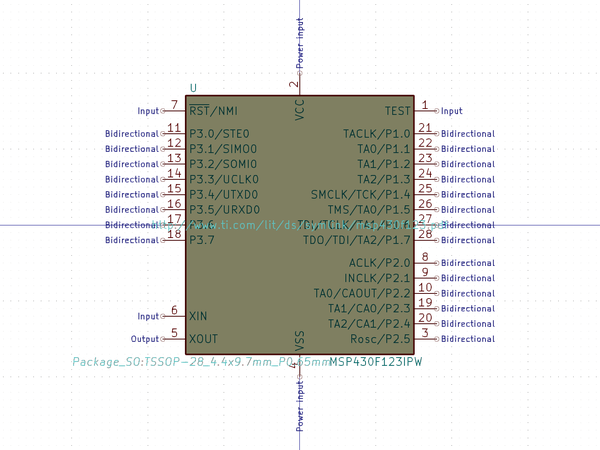 Power input
2
U
VCC
Input 7 RST/NMI TEST 1 Input
Bidirectional 11 P3.0/STE0 TACLK/P1.0 21 Bidirectional
Bidirectional 12 P3.1/SIMO0 TA0/P1.1 22 Bidirectional
Bidirectional 13 P3.2/SOMI0 TA1/P1.2 23 Bidirectional
Bidirectional 14 P3.3/UCLK0 TA2/P1.3 24 Bidirectional
Bidirectional 15 P3.4/UTXD0 SMCLK/TCK/P1.4 25 Bidirectional
Bidirectional 16 P3.5/URXD0 TMS/TA0/P1.5 26 Bidirectional
Bidirectional 17 27 Bidirectional
Bidirectional 18 P3.7 TDO/TDI/TA2/P1.7 28 Bidirectional
ACLK/P2.0 8 Bidirectional
INCLK/P2.1 9 Bidirectional
TA0/CAOUT/P2.2 10 Bidirectional
Input 6 XIN TA1/CA0/P2.3 19 Bidirectional
TA2/CA1/P2.4 20 Bidirectional
Output 5 XOUT Rosc/P2.5 3 Bidirectional
VSS
Package_SO:TSSOP-28_4.4x9.7mm_P0.65mm MSP430F123IPW
4
Power input